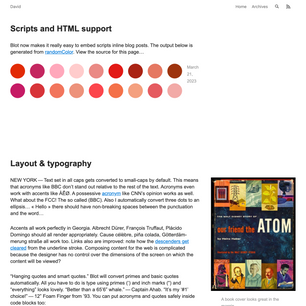 David
Home Archives
Scripts and HTML support
Blot now makes it really easy to embed scripts inline blog posts. The output below is
generated from randomColor. View the source for this page…
March
21,
2023
Layout & typography
NEW YORK — Text set in all caps gets converted to small-caps by default. This
means that acronyms like BBC don't stand out relative to the rest of the text. Acronyms even
work with accents like ÀÉÖ. A possessive acronym like CNN's opinion works as well.
What about the FCC! The so called (BBC). Also I automatically convert three dots to an
ellipsis… « Hello » there should have non-breaking spaces between the punctuation
and the word…
Accents all work perfectly in Georgia. Albrecht Dürer, François Truffaut, Plácido
Domingo should all render appropriately. Cause célèbre, piña colada, Götterdäm-
merung straße all work too. Links also are improved: note how the descenders get
cleared from the underline stroke. Composing content for the web is complicated
because the designer has no control over the dimensions of the screen on which the
content will be viewed?
"Hanging quotes and smart quotes." Blot will convert primes and basic quotes
automatically. All you have to do is type using primes (') and inch marks (") and
"everything" looks lovely. "Better than a 6'6" whale." — Captain Ahab. "It's my '#1'
choice!" — 12" Foam Finger from '93. You can put acronyms and quotes safely inside
code blocks too:
our friend the ATOM
A book cover looks great in the